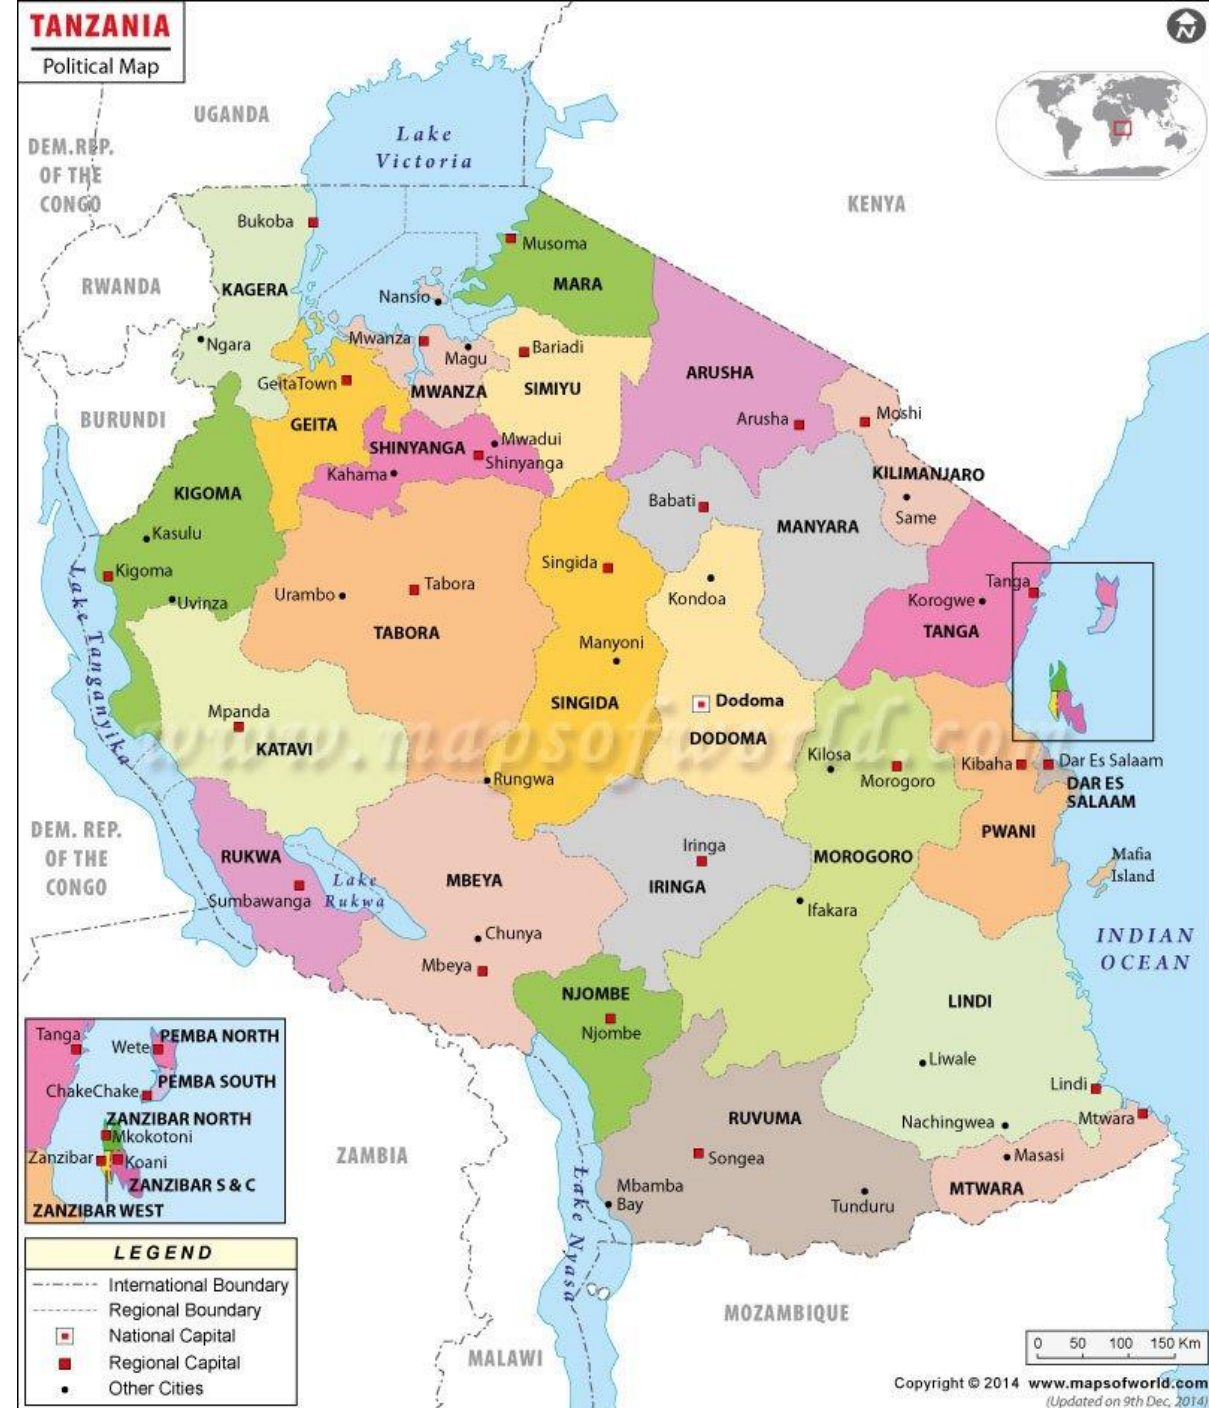 TANZANIA
Political Map
N
UGANDA
DEM.REP.
OF THE
CONGO
Lake
Victoria
KENYA
Bukoba
Musoma
RWANDA
KAGERA
MARA
Nansio
Ngara
Mwanza
Magu
Bariadi
GeitaTown
MWANZA
SIMIYU
ARUSHA
BURUNDI
GEITA
Arusha
Moshi
SHINYANGA
Mwadui
Shinyanga
Kahama
KILIMANJARO
KIGOMA
Babati
Same
MANYARA
Kasulu
Kigoma
Singida
Tanga
Uvinza
Urambo
Tabora
Kondoa
Korogwe
TABORA
TANGA
Manyoni
Lake Tanganyika
Mpanda
SINGIDA
Dodoma
DODOMA
KATAVI
www.mapsofworld.com
Kilosa
Kibaha
Dar Es Salaam
Rungwa
Morogoro
DAR ES
SALAAM
DEM. REP.
OF THE
CONGO
PWANI
RUKWA
Iringa
MOROGORO
Mafia
Island
Lake
Rukwa
MBEYA
IRINGA
Sumbawanga
Ifakara
Chunya
INDIAN
OCEAN
Mbeya
NJOMBE
LINDI
Njombe
Liwale
Lindi
RUVUMA
Nachingwea
Mtwara
ZAMBIA
Songea
Masasi
Mbamba
Bay
Tunduru
MTWARA
Lake Nyasa
MOZAMBIQUE
MALAWI
Tanga
Wete
PEMBA NORTH
ChakeChake
PEMBA SOUTH
ZANZIBAR NORTH
Mkokotoni
Zanzibar
Koani
ZANZIBAR S & C
ZANZIBAR WEST
LEGEND
International Boundary
Regional Boundary
National Capital
Regional Capital
Other Cities
0 50 100 150 Km
Copyright © 2014 www.mapsofworld.com
(Updated on 9th Dec, 2014)